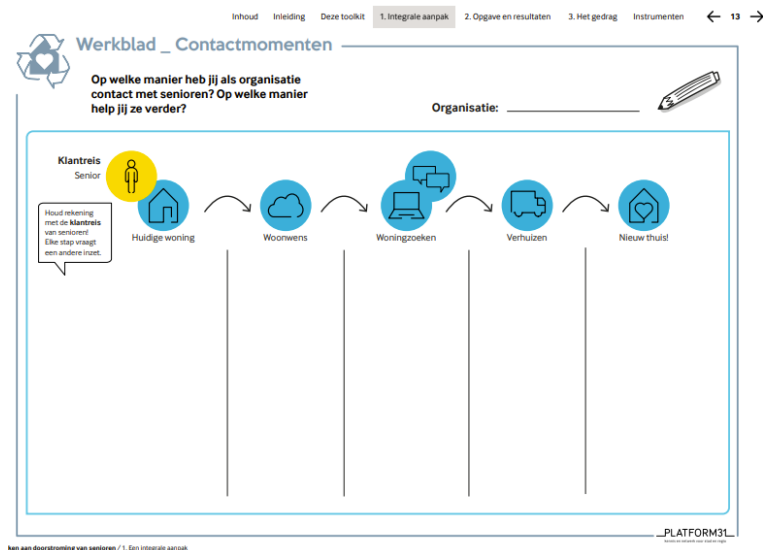 Inhoud Inleiding Deze toolkit 1. Integrale aanpak 2. Opgave en resultaten 3. Het gedrag Instrumenten 13
Werkblad _ Contactmomenten
Op welke manier heb jij als organisatie
contact met senioren? Op welke manier
help jij ze verder?
Organisatie:
Klantreis
Senior
Houd rekening
met de klantreis
van senioren!
Elke stap vraagt
een andere inzet.
Huidige woning Woonwens Woningzoeken Verhuizen Nieuw thuis!
PLATFORM31
ken aan doorstroming van senioren / 1. Een integrale aanpak